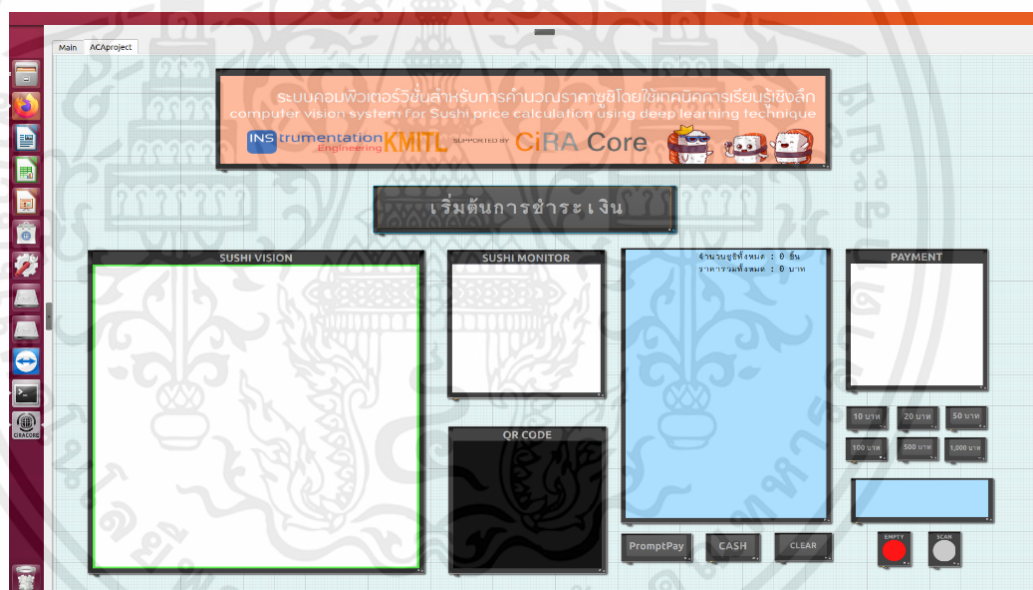 Main ACAproject
ระบบคอมพิวเตอร์วิชั่นสำหรับการคำนวณราคาซูชิโดยใช้เทคนิคการเรียนรู้เชิงลึก
computer vision system for Sushi price calculation using deep learning technique
INStrumentation Engineering KMITL SUPPORTED BY CiRA Core
เริ่มต้นการชำระเงิน
SUSHI VISION
SUSHI MONITOR
จำนวนซูชิทั้งหมด : 0 ชิ้น
ราคารวมทั้งหมด : 0 บาท
PAYMENT
10 บาท 20 บาท 50 บาท
100 บาท 500 บาท 1,000 บาท
QR CODE
PromptPay CASH CLEAR
EMPTY SCAN
CIRACORE